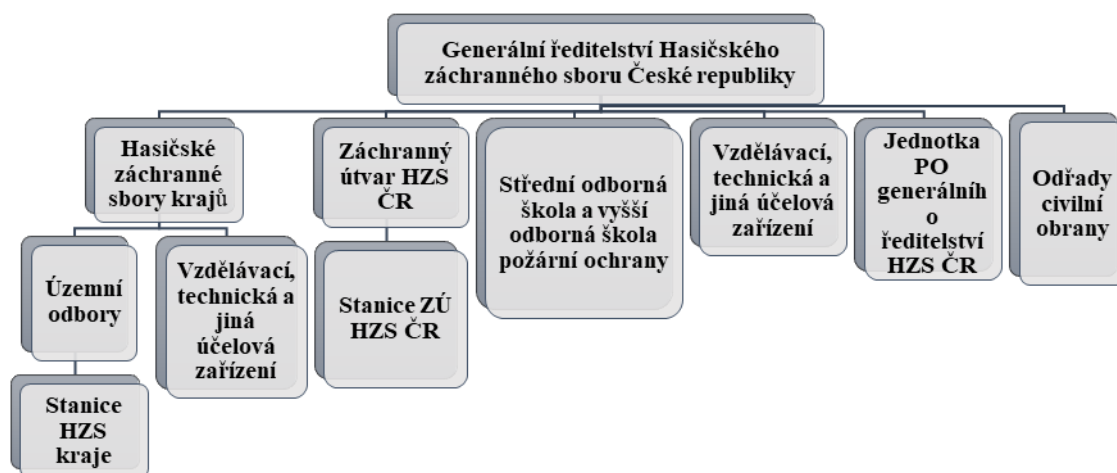 Generální ředitelství Hasičského
záchranného sboru České republiky
Hasičské
záchranné
sbory krajů
Záchranný
útvar HZS
ČR
Střední odborná
škola a vyšší
odborná škola
požární ochrany
Vzdělávací,
technická a
jiná účelová
zařízení
Jednotka
PO
generálníh
o
ředitelství
HZS ČR
Odřady
civilní
obrany
Územní
odbory
Vzdělávací,
technická a
jiná
účelová
zařízení
Stanice ZÚ
HZS ČR
Stanice
HZS
kraje